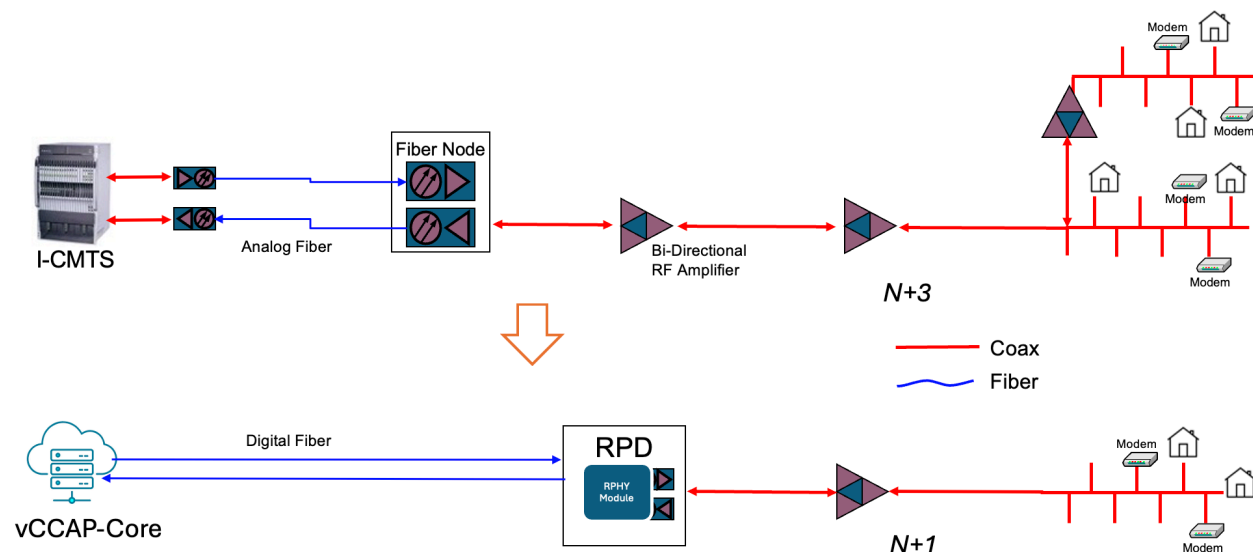 Modem
Fiber Node
Modem
Modem
I-CMTS
Analog Fiber
Bi-Directional
RF Amplifier
Modem
N+3
Coax
Fiber
Digital Fiber
RPD
RPHY
Module
Modem
vCCAP-Core
N+1
Modem